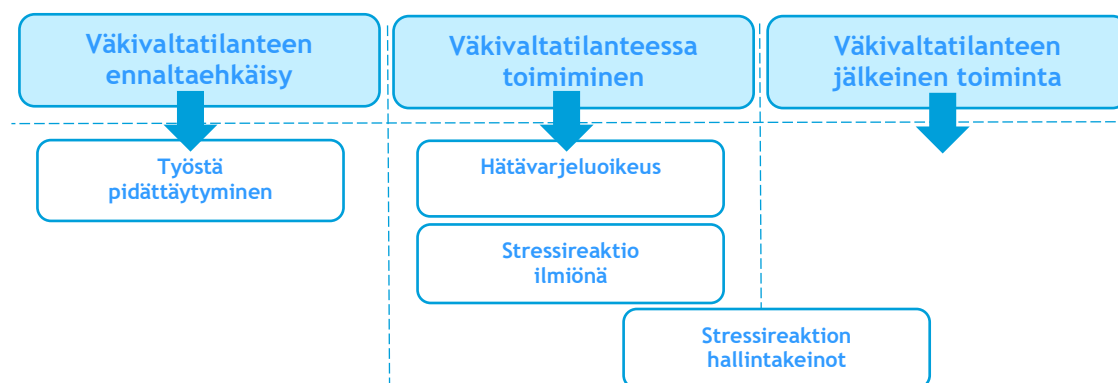 Väkivaltatilanteen
ennaltaehkäisy
Väkivaltatilanteessa
toimiminen
Väkivaltatilanteen
jälkeinen toiminta
Työstä
pidättäytyminen
Hätävarjeluoikeus
Stressireaktio
ilmiönä
Stressireaktion
hallintakeinot